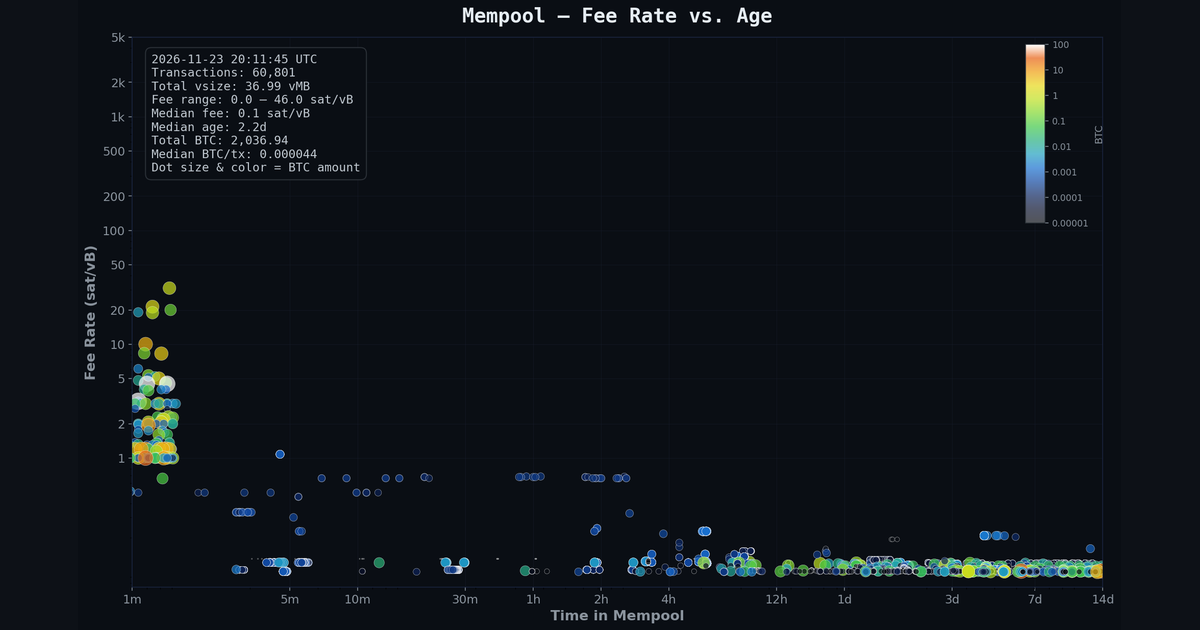 Mempool — Fee Rate vs. Age
2026-11-23 20:11:45 UTC
Transactions: 60,801
Total vsize: 36.99 vMB
Fee range: 0.0 – 46.0 sat/vB
Median fee: 0.1 sat/vB
Median age: 2.2d
Total BTC: 2,036.94
Median BTC/tx: 0.000044
Dot size & color = BTC amount
100
10
1
0.1
0.01
0.001
0.0001
0.00001
BTC
Fee Rate (sat/vB)
5k
2k
1k
500
200
100
50
20
10
5
2
1
1m
5m
10m
30m
1h
2h
4h
12h
1d
3d
7d
14d
Time in Mempool